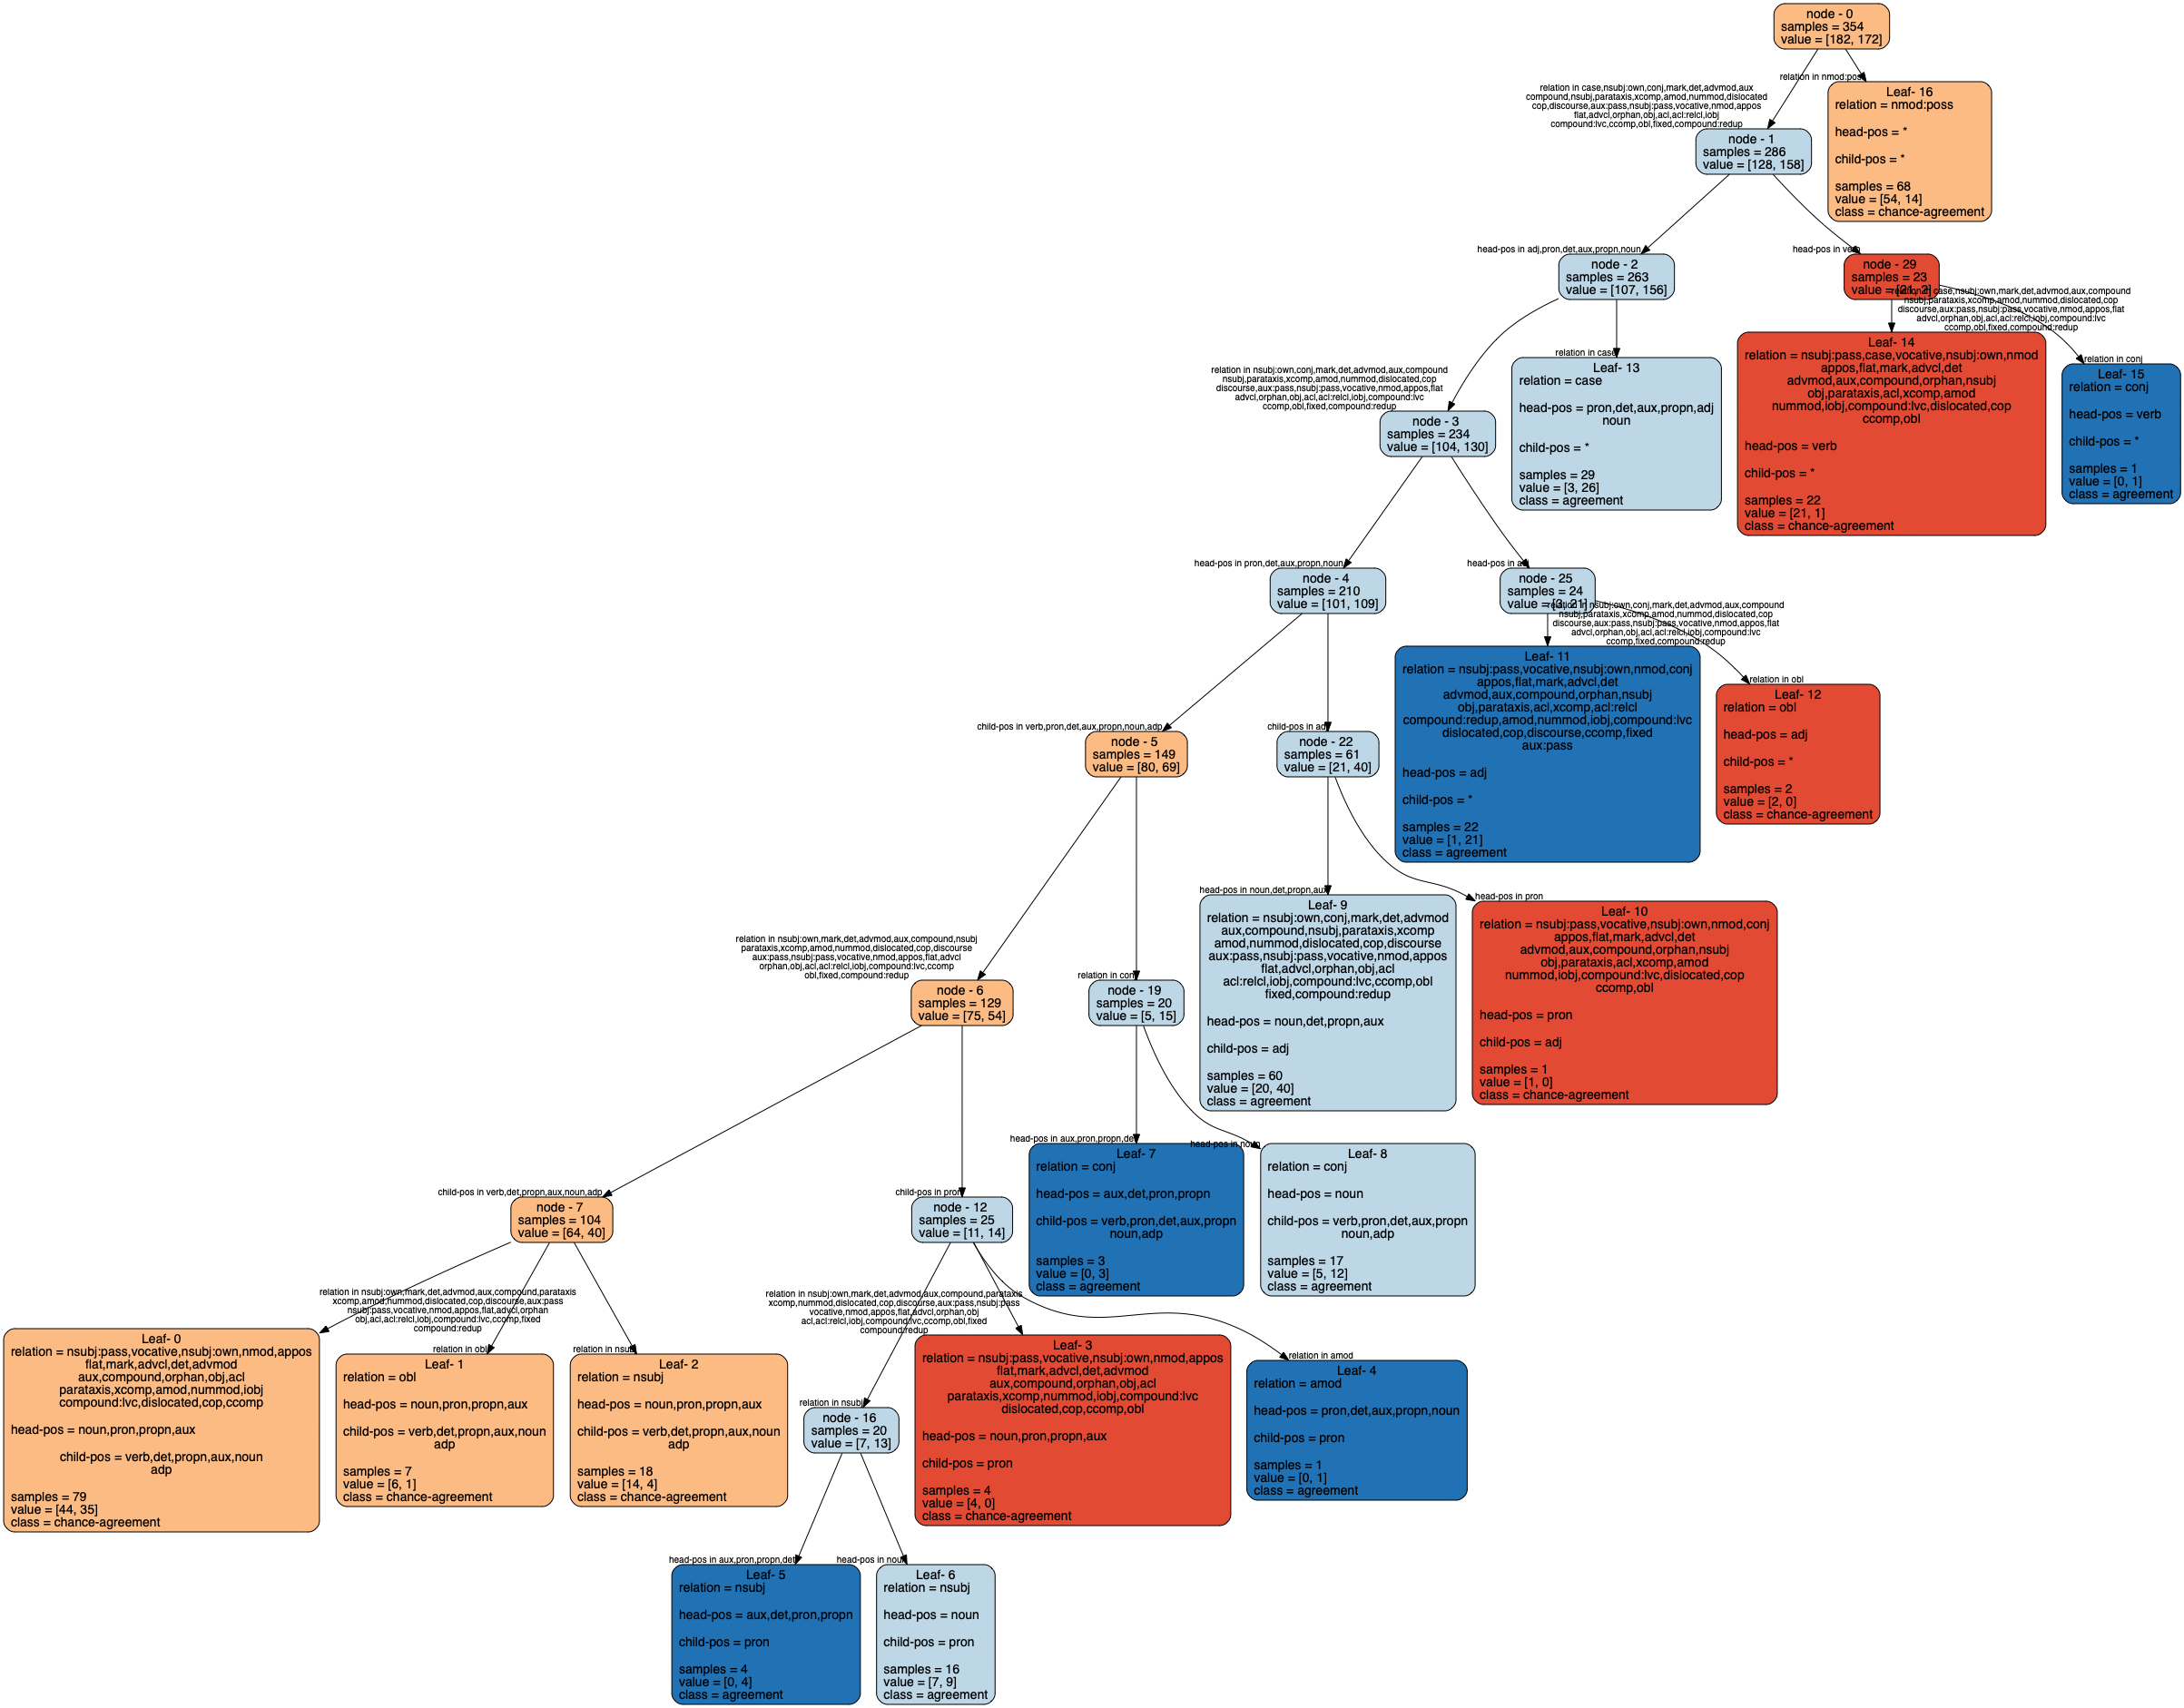 node - 0
samples = 354
value = [182, 172]
relation in nmod:poss
relation in case,nsubj:own,conj,mark,det,advmod,aux
compound,nsubj,parataxis,xcomp,amod,nummod,dislocated
cop,discourse,aux:pass,nsubj:pass,vocative,nmod,appos
flat,advcl,orphan,obj,acl,acl:relcl,iobj
compound:lvc,ccomp,obl,fixed,compound:redup
Leaf- 16
relation = nmod:poss
head-pos = *
child-pos = *
samples = 68
value = [54, 14]
class = chance-agreement
node - 1
samples = 286
value = [128, 158]
head-pos in adj,pron,det,aux,propn,noun
head-pos in verb
node - 2
samples = 263
value = [107, 156]
node - 29
samples = 23
value = [21, 2]
relation in case,nsubj:own,mark,det,advmod,aux,compound
nsubj,parataxis,xcomp,amod,nummod,dislocated,cop
discourse,aux:pass,nsubj:pass,vocative,nmod,appos,flat
advcl,orphan,obj,acl,acl:relcl,iobj,compound:lvc
ccomp,obl,fixed,compound:redup
relation in case
relation in conj
Leaf- 13
relation = case
head-pos = pron,det,aux,propn,adj
noun
child-pos = *
samples = 29
value = [3, 26]
class = agreement
Leaf- 14
relation = nsubj:pass,case,vocative,nsubj:own,nmod
appos,flat,mark,advcl,det
advmod,aux,compound,orphan,nsubj
obj,parataxis,acl,xcomp,amod
nummod,iobj,compound:lvc,dislocated,cop
ccomp,obl
head-pos = verb
child-pos = *
samples = 22
value = [21, 1]
class = chance-agreement
Leaf- 15
relation = conj
head-pos = verb
child-pos = *
samples = 1
value = [0, 1]
class = agreement
relation in nsubj:own,conj,mark,det,advmod,aux,compound
nsubj,parataxis,xcomp,amod,nummod,dislocated,cop
discourse,aux:pass,nsubj:pass,vocative,nmod,appos,flat
advcl,orphan,obj,acl,acl:relcl,iobj,compound:lvc
ccomp,obl,fixed,compound:redup
node - 3
samples = 234
value = [104, 130]
head-pos in pron,det,aux,propn,noun
head-pos in adj
node - 4
samples = 210
value = [101, 109]
node - 25
samples = 24
value = [3, 21]
relation in nsubj:own,conj,mark,det,advmod,aux,compound
nsubj,parataxis,xcomp,amod,nummod,dislocated,cop
discourse,aux:pass,nsubj:pass,vocative,nmod,appos,flat
advcl,orphan,obj,acl,acl:relcl,iobj,compound:lvc
ccomp,fixed,compound:redup
relation in obl
Leaf- 11
relation = nsubj:pass,vocative,nsubj:own,nmod,conj
appos,flat,mark,advcl,det
advmod,aux,compound,orphan,nsubj
obj,parataxis,acl,xcomp,acl:relcl
compound:redup,amod,nummod,iobj,compound:lvc
dislocated,cop,discourse,ccomp,fixed
aux:pass
head-pos = adj
child-pos = *
samples = 22
value = [1, 21]
class = agreement
Leaf- 12
relation = obl
head-pos = adj
child-pos = *
samples = 2
value = [2, 0]
class = chance-agreement
child-pos in verb,pron,det,aux,propn,noun,adp
child-pos in adj
node - 5
samples = 149
value = [80, 69]
node - 22
samples = 61
value = [21, 40]
head-pos in noun,det,propn,aux
head-pos in pron
Leaf- 9
relation = nsubj:own,conj,mark,det,advmod
aux,compound,nsubj,parataxis,xcomp
amod,nummod,dislocated,cop,discourse
aux:pass,nsubj:pass,vocative,nmod,appos
flat,advcl,orphan,obj,acl
acl:relcl,iobj,compound:lvc,ccomp,obl
fixed,compound:redup
head-pos = noun,det,propn,aux
child-pos = adj
samples = 60
value = [20, 40]
class = agreement
Leaf- 10
relation = nsubj:pass,vocative,nsubj:own,nmod,conj
appos,flat,mark,advcl,det
advmod,aux,compound,orphan,nsubj
obj,parataxis,acl,xcomp,amod
nummod,iobj,compound:lvc,dislocated,cop
ccomp,obl
head-pos = pron
child-pos = adj
samples = 1
value = [1, 0]
class = chance-agreement
relation in nsubj:own,mark,det,advmod,aux,compound,nsubj
parataxis,xcomp,amod,nummod,dislocated,cop,discourse
aux:pass,nsubj:pass,vocative,nmod,appos,flat,advcl
orphan,obj,acl,acl:relcl,iobj,compound:lvc,ccomp
obl,fixed,compound:redup
relation in conj
node - 6
samples = 129
value = [75, 54]
node - 19
samples = 20
value = [5, 15]
head-pos in aux,pron,propn,det
head-pos in noun
Leaf- 7
relation = conj
head-pos = aux,det,pron,propn
child-pos = verb,pron,det,aux,propn
noun,adp
samples = 3
value = [0, 3]
class = agreement
Leaf- 8
relation = conj
head-pos = noun
child-pos = verb,pron,det,aux,propn
noun,adp
samples = 17
value = [5, 12]
class = agreement
child-pos in verb,det,propn,aux,noun,adp
child-pos in pron
node - 7
samples = 104
value = [64, 40]
node - 12
samples = 25
value = [11, 14]
relation in nsubj:own,mark,det,advmod,aux,compound,parataxis
xcomp,amod,nummod,dislocated,cop,discourse,aux:pass
nsubj:pass,vocative,nmod,appos,flat,advcl,orphan
obj,acl,acl:relcl,iobj,compound:lvc,ccomp,fixed
compound:redup
relation in obl
relation in nsubj
relation in nsubj:own,mark,det,advmod,aux,compound,parataxis
xcomp,nummod,dislocated,cop,discourse,aux:pass,nsubj:pass
vocative,nmod,appos,flat,advcl,orphan,obj
acl,acl:relcl,iobj,compound:lvc,ccomp,obl,fixed
compound:redup
relation in amod
Leaf- 0
relation = nsubj:pass,vocative,nsubj:own,nmod,appos
flat,mark,advcl,det,advmod
aux,compound,orphan,obj,acl
parataxis,xcomp,amod,nummod,iobj
compound:lvc,dislocated,cop,ccomp
head-pos = noun,pron,propn,aux
child-pos = verb,det,propn,aux,noun
adp
samples = 79
value = [44, 35]
class = chance-agreement
Leaf- 1
relation = obl
head-pos = noun,pron,propn,aux
child-pos = verb,det,propn,aux,noun
adp
samples = 7
value = [6, 1]
class = chance-agreement
Leaf- 2
relation = nsubj
head-pos = noun,pron,propn,aux
child-pos = verb,det,propn,aux,noun
adp
samples = 18
value = [14, 4]
class = chance-agreement
relation in nsubj
node - 16
samples = 20
value = [7, 13]
Leaf- 3
relation = nsubj:pass,vocative,nsubj:own,nmod,appos
flat,mark,advcl,det,advmod
aux,compound,orphan,obj,acl
parataxis,xcomp,nummod,iobj,compound:lvc
dislocated,cop,ccomp,obl
head-pos = noun,pron,propn,aux
child-pos = pron
samples = 4
value = [4, 0]
class = chance-agreement
Leaf- 4
relation = amod
head-pos = pron,det,aux,propn,noun
child-pos = pron
samples = 1
value = [0, 1]
class = agreement
head-pos in aux,pron,propn,det
head-pos in noun
Leaf- 5
relation = nsubj
head-pos = aux,det,pron,propn
child-pos = pron
samples = 4
value = [0, 4]
class = agreement
Leaf- 6
relation = nsubj
head-pos = noun
child-pos = pron
samples = 16
value = [7, 9]
class = agreement